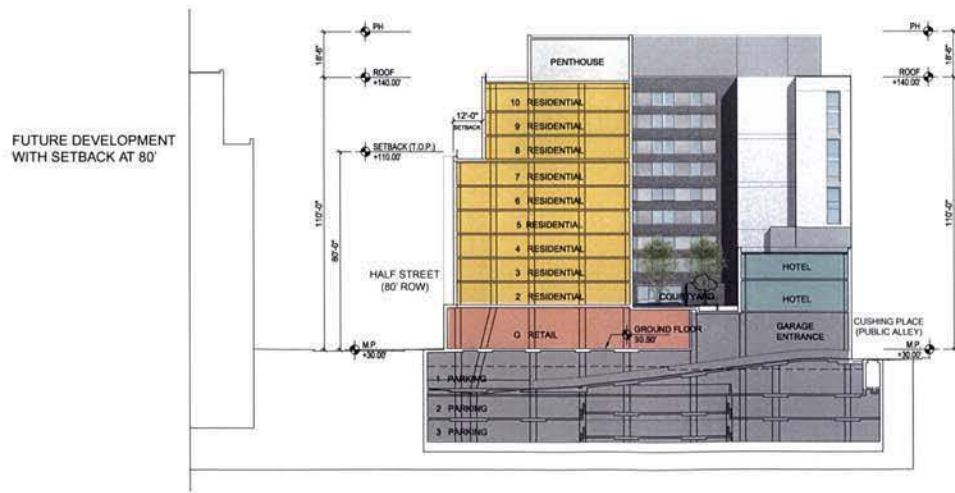 PH
PH
18'-6"
18'-6"
PENTHOUSE
ROOF
+140.00'
ROOF
+140.00'
10 RESIDENTIAL
12'-0"
SETBACK
9 RESIDENTIAL
FUTURE DEVELOPMENT
WITH SETBACK AT 80'
SETBACK (T.O.P.)
+110.00'
8 RESIDENTIAL
7 RESIDENTIAL
6 RESIDENTIAL
110'-0"
80'-0"
110'-0"
5 RESIDENTIAL
4 RESIDENTIAL
HALF STREET
(80' ROW)
3 RESIDENTIAL
HOTEL
2 RESIDENTIAL
COURTYARD
HOTEL
G RETAIL
GROUND FLOOR
GARAGE
ENTRANCE
CUSHING PLACE
(PUBLIC ALLEY)
M.P.
+30.00'
M.P.
+30.00'
1 PARKING
2 PARKING
3 PARKING